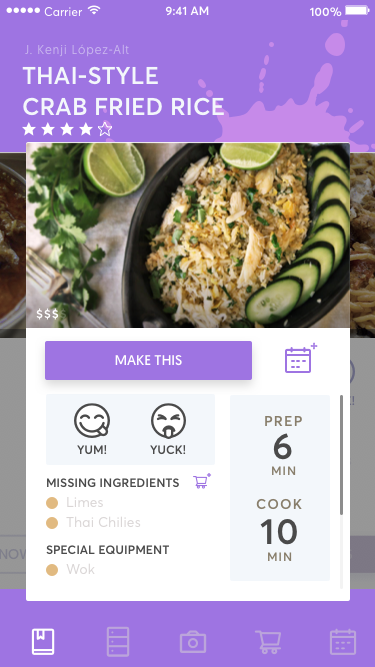 Carrier
9:41 AM
100%
J. Kenji López-Alt
THAI-STYLE
CRAB FRIED RICE
$$$$
MAKE THIS
YUM!
YUCK!
MISSING INGREDIENTS
Limes
Thai Chilies
SPECIAL EQUIPMENT
Wok
PREP
6
MIN
COOK
10
MIN
NOW